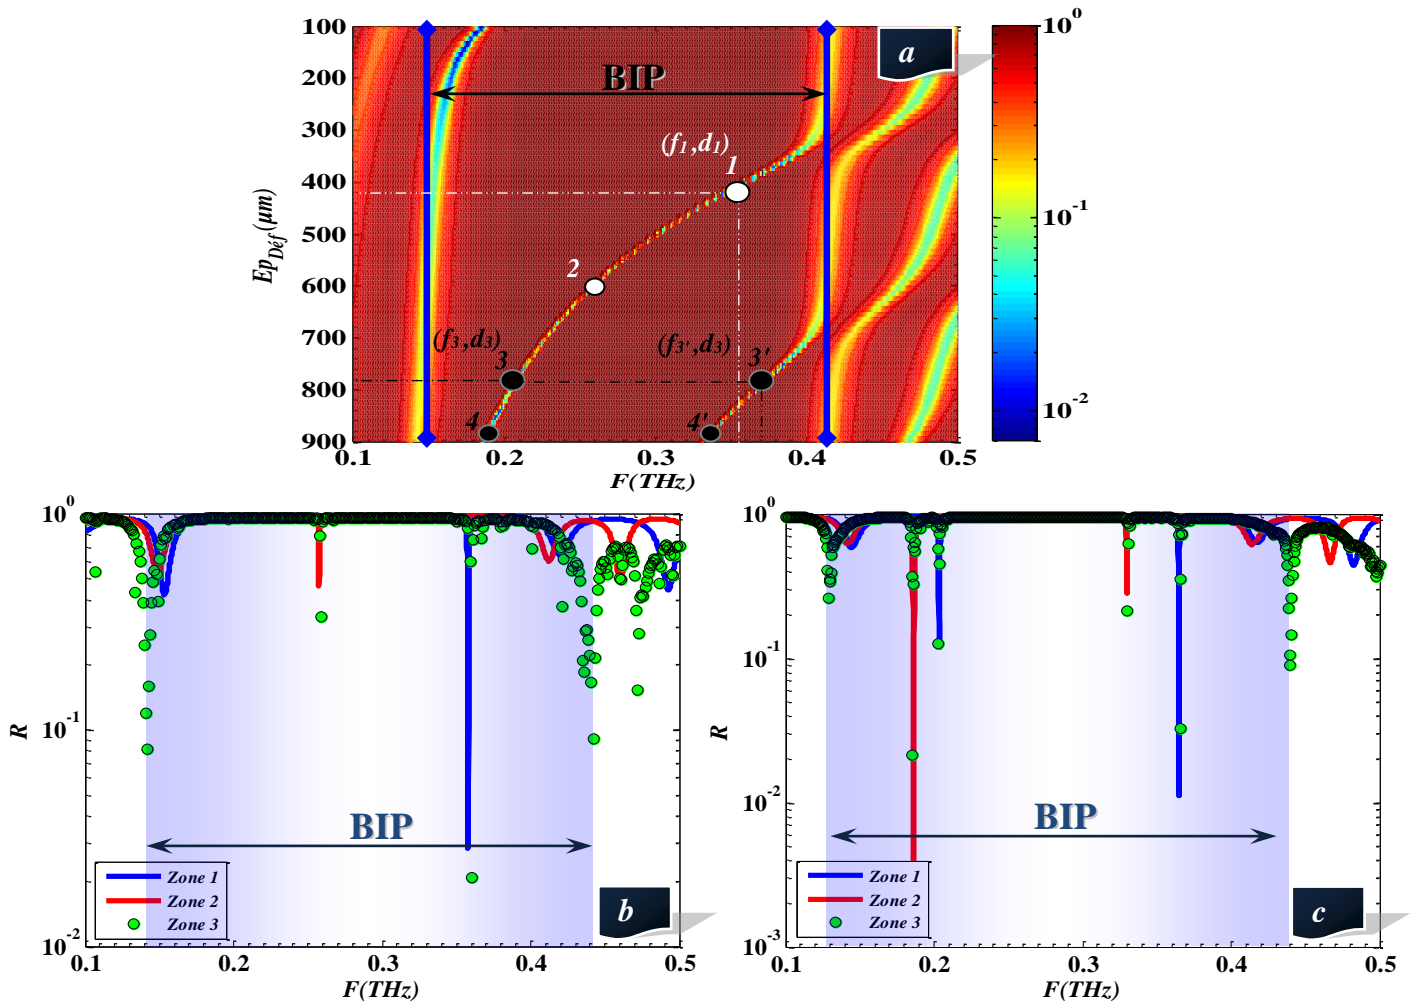 100
200
300
400
500
600
700
800
900
Ep_Déf(µm)
BIP
a
(f1,d1)
1
2
(f3,d3)
3
(f3',d3)
3'
4
4'
0.1 0.2 0.3 0.4 0.5
F(THz)
10^0
10^-1
10^-2
10^0
10^-1
10^-2
R
BIP
Zone 1
Zone 2
Zone 3
b
0.1 0.2 0.3 0.4 0.5
F(THz)
10^0
10^-1
10^-2
10^-3
R
BIP
Zone 1
Zone 2
Zone 3
c
0.1 0.2 0.3 0.4 0.5
F(THz)